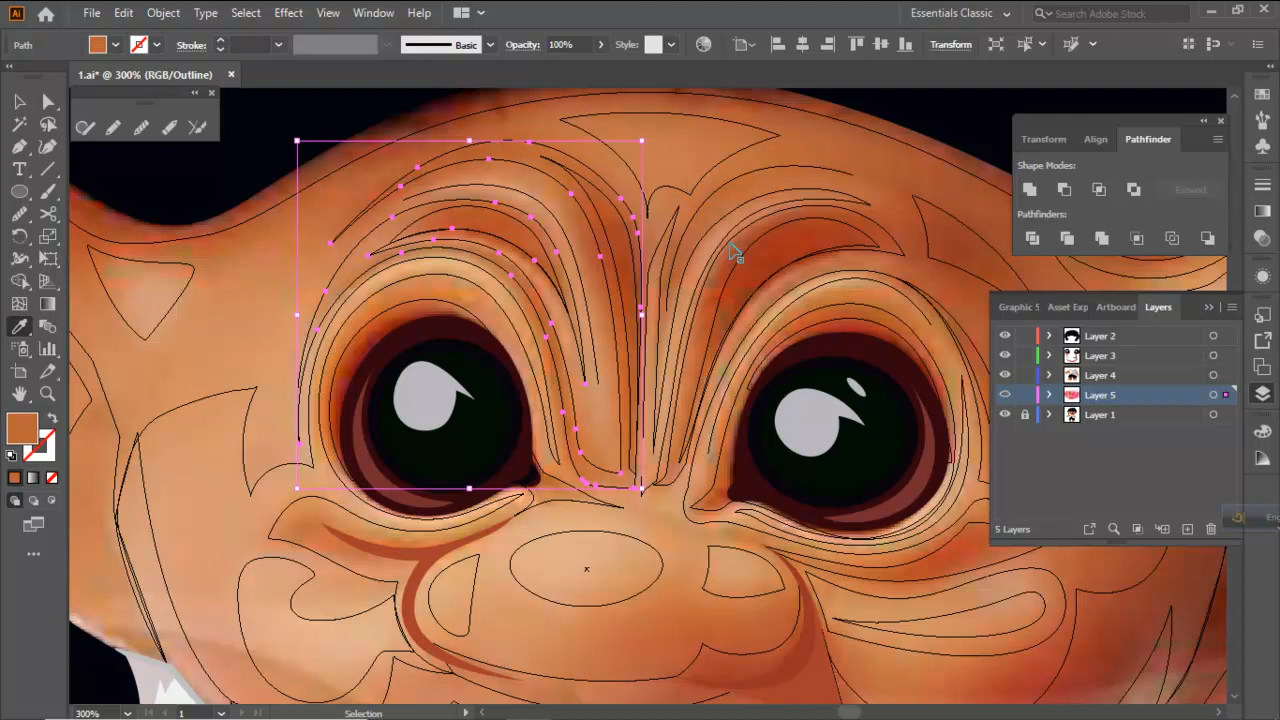 Ai File Edit Object Type Select Effect View Window Help Essentials Classic Search Adobe Stock
Path Stroke: Basic Opacity: 100% Style: Transform
1.ai* @ 300% (RGB/Outline)
Transform Align Pathfinder
Shape Modes:
Expand
Pathfinders:
Graphic S Asset Exp Artboard Layers
Layer 2
Layer 3
Layer 4
Layer 5
Layer 1
5 Layers
300% 1 Selection